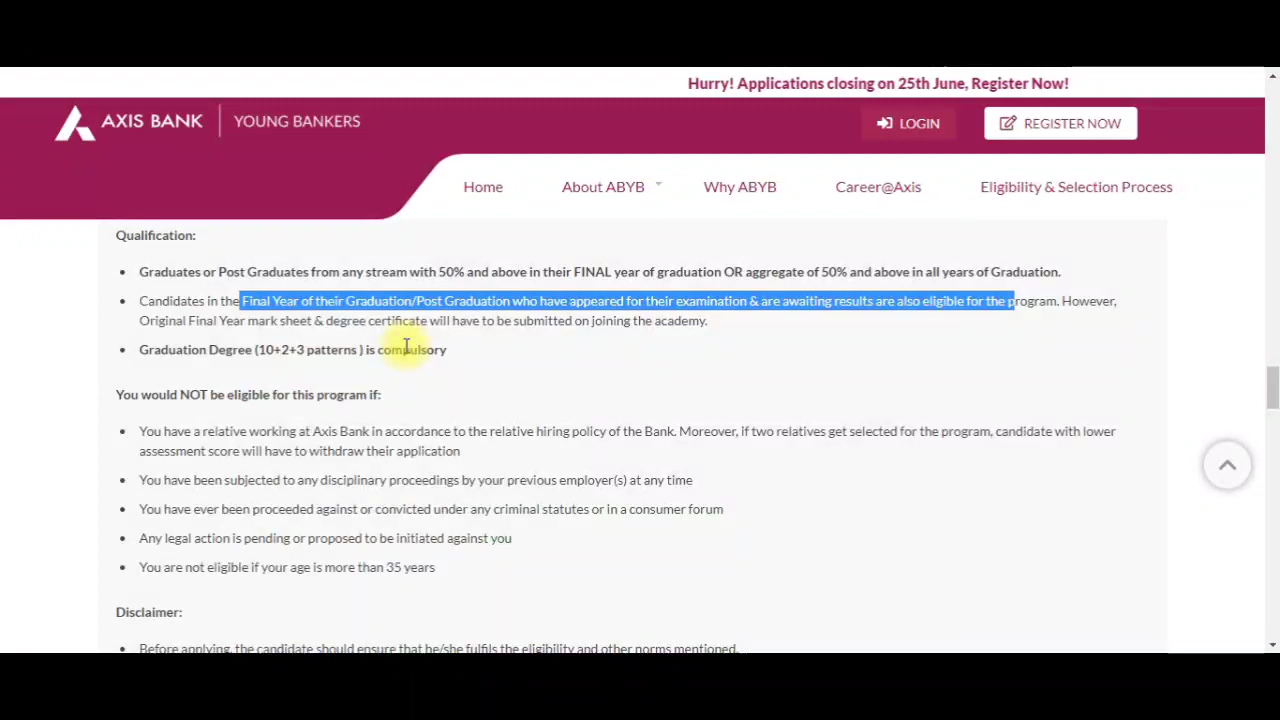 Hurry! Applications closing on 25th June, Register Now!
AXIS BANK | YOUNG BANKERS
LOGIN
REGISTER NOW
Home
About ABYB
Why ABYB
Career@Axis
Eligibility & Selection Process
Qualification:
• Graduates or Post Graduates from any stream with 50% and above in their FINAL year of graduation OR aggregate of 50% and above in all years of Graduation.
• Candidates in the Final Year of their Graduation/Post Graduation who have appeared for their examination & are awaiting results are also eligible for the program. However,
Original Final Year mark sheet & degree certificate will have to be submitted on joining the academy.
• Graduation Degree (10+2+3 patterns ) is compulsory
You would NOT be eligible for this program if:
• You have a relative working at Axis Bank in accordance to the relative hiring policy of the Bank. Moreover, if two relatives get selected for the program, candidate with lower
assessment score will have to withdraw their application
• You have been subjected to any disciplinary proceedings by your previous employer(s) at any time
• You have ever been proceeded against or convicted under any criminal statutes or in a consumer forum
• Any legal action is pending or proposed to be initiated against you
• You are not eligible if your age is more than 35 years
Disclaimer:
• Before applying, the candidate should ensure that he/she fulfils the eligibility and other norms mentioned.